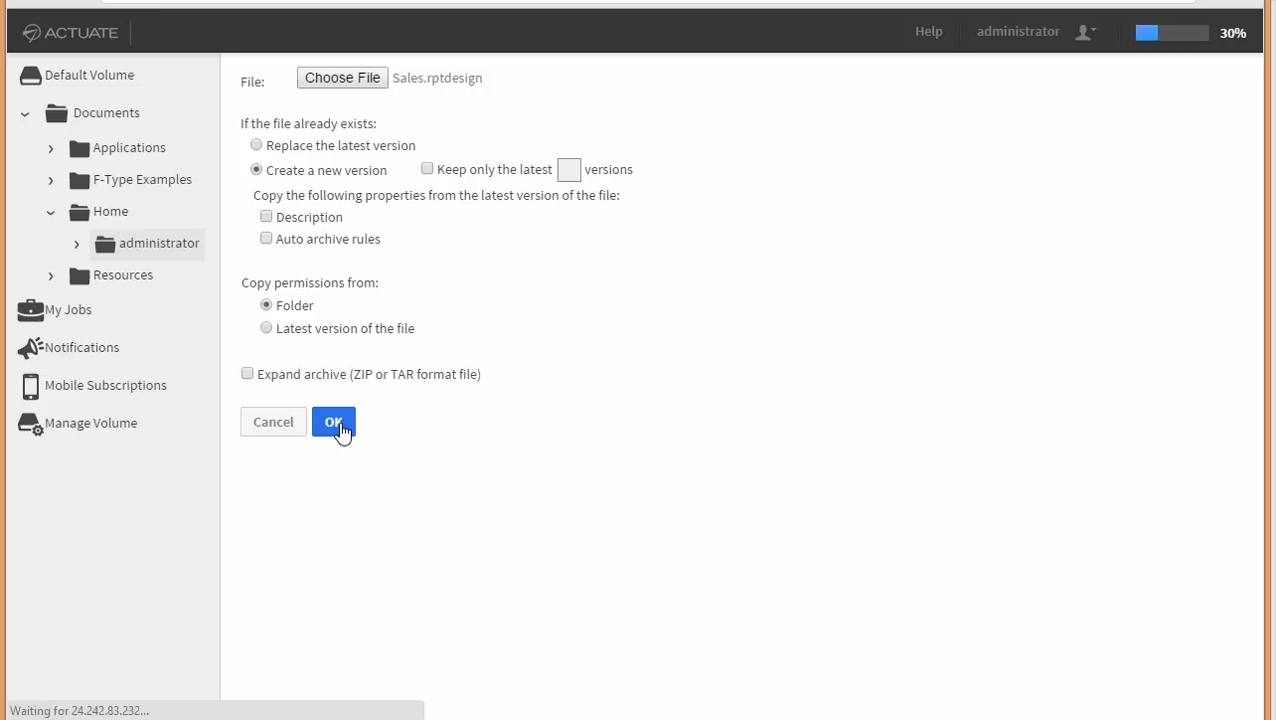 ACTUATE
Help administrator 30%
Default Volume
Documents
Applications
F-Type Examples
Home
administrator
Resources
My Jobs
Notifications
Mobile Subscriptions
Manage Volume
File: Choose File Sales.rptdesign
If the file already exists:
Replace the latest version
Create a new version Keep only the latest versions
Copy the following properties from the latest version of the file:
Description
Auto archive rules
Copy permissions from:
Folder
Latest version of the file
Expand archive (ZIP or TAR format file)
Cancel OK
Waiting for 24.242.83.232...